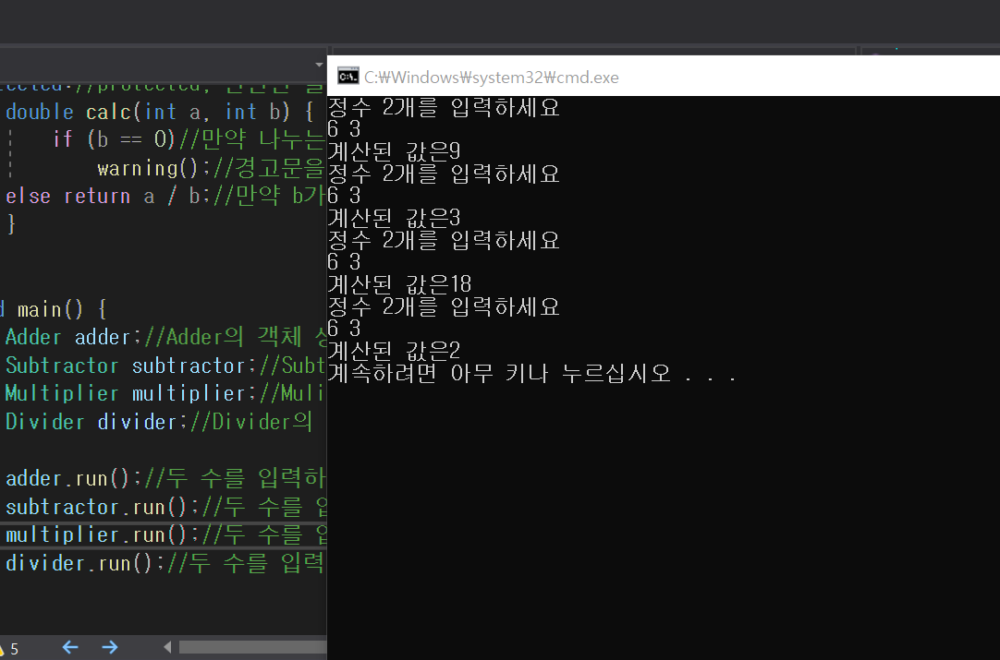 double calc(int a, int b) {
if (b == 0)//만약 나누는
warning();//경고문을
else return a / b;//만약 b가
}
main() {
Adder adder;//Adder의 객체
Subtractor subtractor;//Subt
Multiplier multiplier;//Muli
Divider divider;//Divider의
adder.run();//두 수를 입력하
subtractor.run();//두 수를
multiplier.run();//두 수를
divider.run();//두 수를 입력
5
C:₩Windows₩system32₩cmd.exe
정수 2개를 입력하세요
6 3
계산된 값은9
정수 2개를 입력하세요
6 3
계산된 값은3
정수 2개를 입력하세요
6 3
계산된 값은18
정수 2개를 입력하세요
6 3
계산된 값은2
계속하려면 아무 키나 누르십시오 . . .